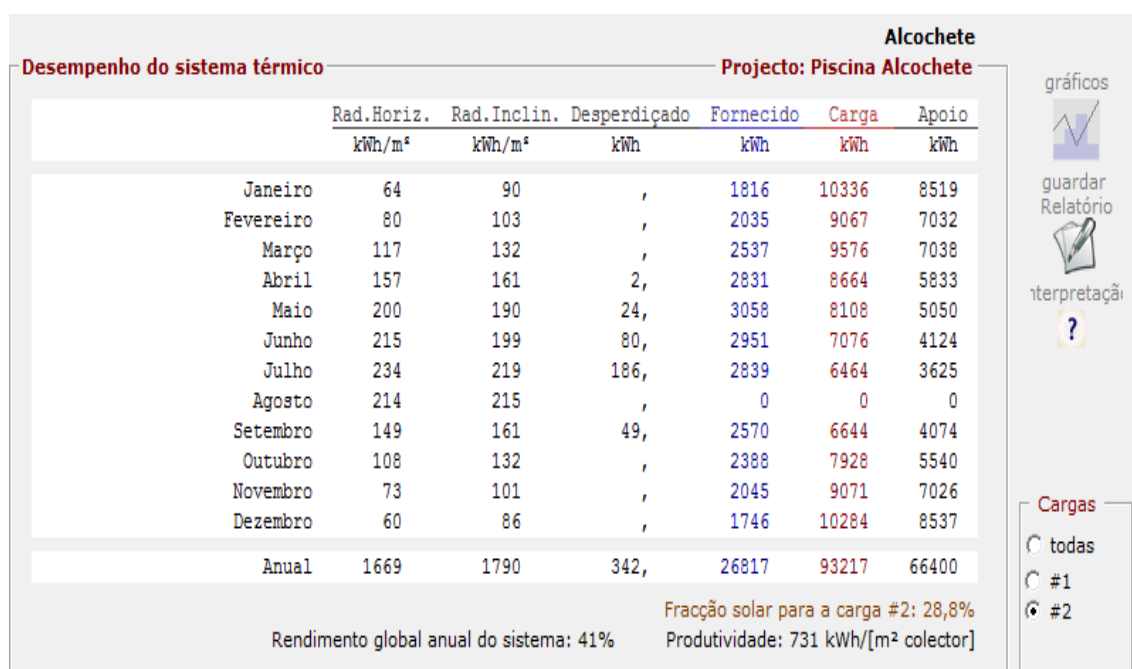 Alcochete
Desempenho do sistema térmico Projecto: Piscina Alcochete
Rad.Horiz. Rad.Inclin. Desperdiçado Fornecido Carga Apoio
kWh/m² kWh/m² kWh kWh kWh kWh
Janeiro 64 90 , 1816 10336 8519
Fevereiro 80 103 , 2035 9067 7032
Março 117 132 , 2537 9576 7038
Abril 157 161 2, 2831 8664 5833
Maio 200 190 24, 3058 8108 5050
Junho 215 199 80, 2951 7076 4124
Julho 234 219 186, 2839 6464 3625
Agosto 214 215 , 0 0 0
Setembro 149 161 49, 2570 6644 4074
Outubro 108 132 , 2388 7928 5540
Novembro 73 101 , 2045 9071 7026
Dezembro 60 86 , 1746 10284 8537
Anual 1669 1790 342, 26817 93217 66400
Fracção solar para a carga #2: 28,8%
Rendimento global anual do sistema: 41% Produtividade: 731 kWh/[m² colector]
gráficos
guardar
Relatório
nterpretaçã
?
Cargas
todas
#1
#2